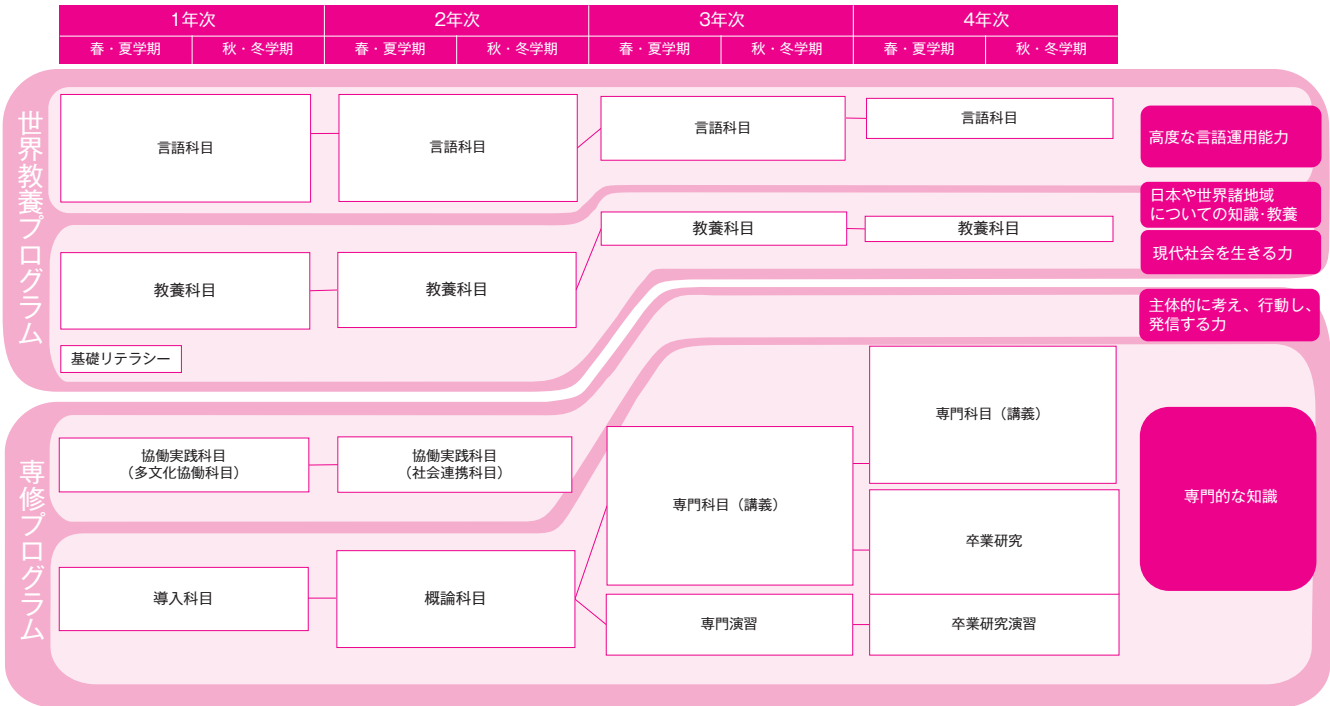 1年次
2年次
3年次
4年次
春・夏学期
秋・冬学期
春・夏学期
秋・冬学期
春・夏学期
秋・冬学期
春・夏学期
秋・冬学期
世界教養プログラム
言語科目
言語科目
言語科目
言語科目
高度な言語運用能力
教養科目
教養科目
教養科目
教養科目
日本や世界諸地域
についての知識・教養
現代社会を生きる力
基礎リテラシー
主体的に考え、行動し、
発信する力
専修プログラム
協働実践科目
（多文化協働科目）
協働実践科目
（社会連携科目）
導入科目
概論科目
専門科目（講義）
専門演習
専門科目（講義）
卒業研究
卒業研究演習
専門的な知識